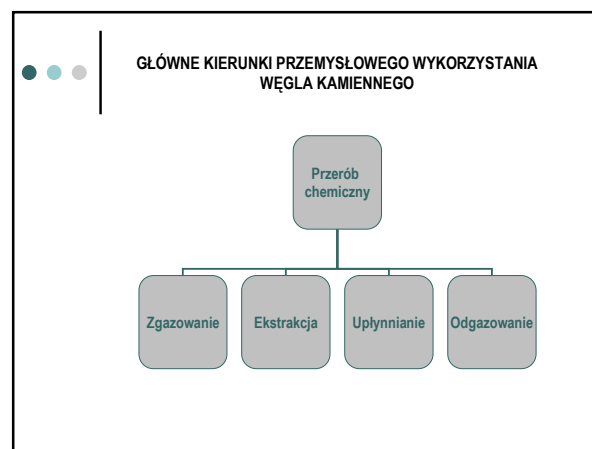 GŁÓWNE KIERUNKI PRZEMYSŁOWEGO WYKORZYSTANIA
WĘGLA KAMIENNEGO
Przerób
chemiczny
Zgazowanie
Ekstrakcja
Upłynnianie
Odgazowanie